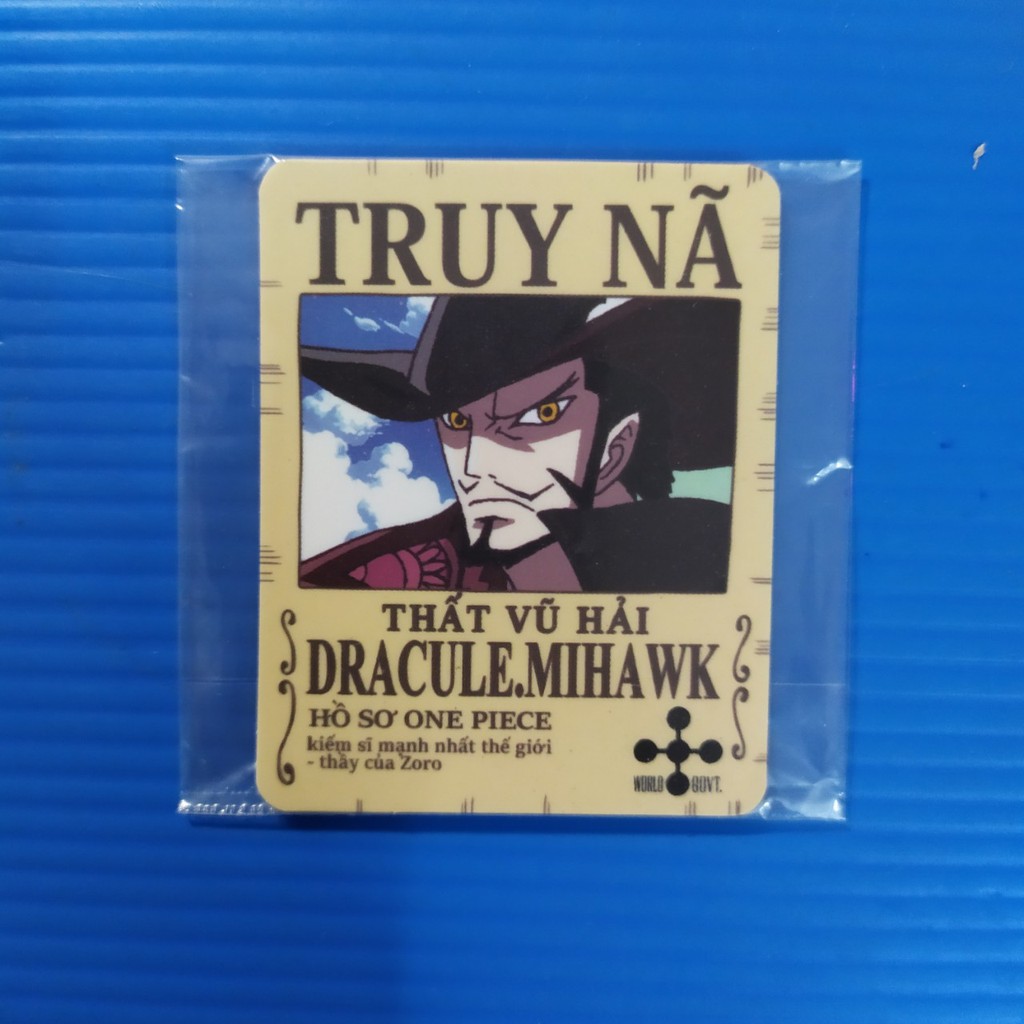 TRUY NÃ
THẤT VŨ HẢI
DRACULE.MIHAWK
HỒ SƠ ONE PIECE
kiếm sĩ mạnh nhất thế giới
- thầy của Zoro
WORLD GOVT.